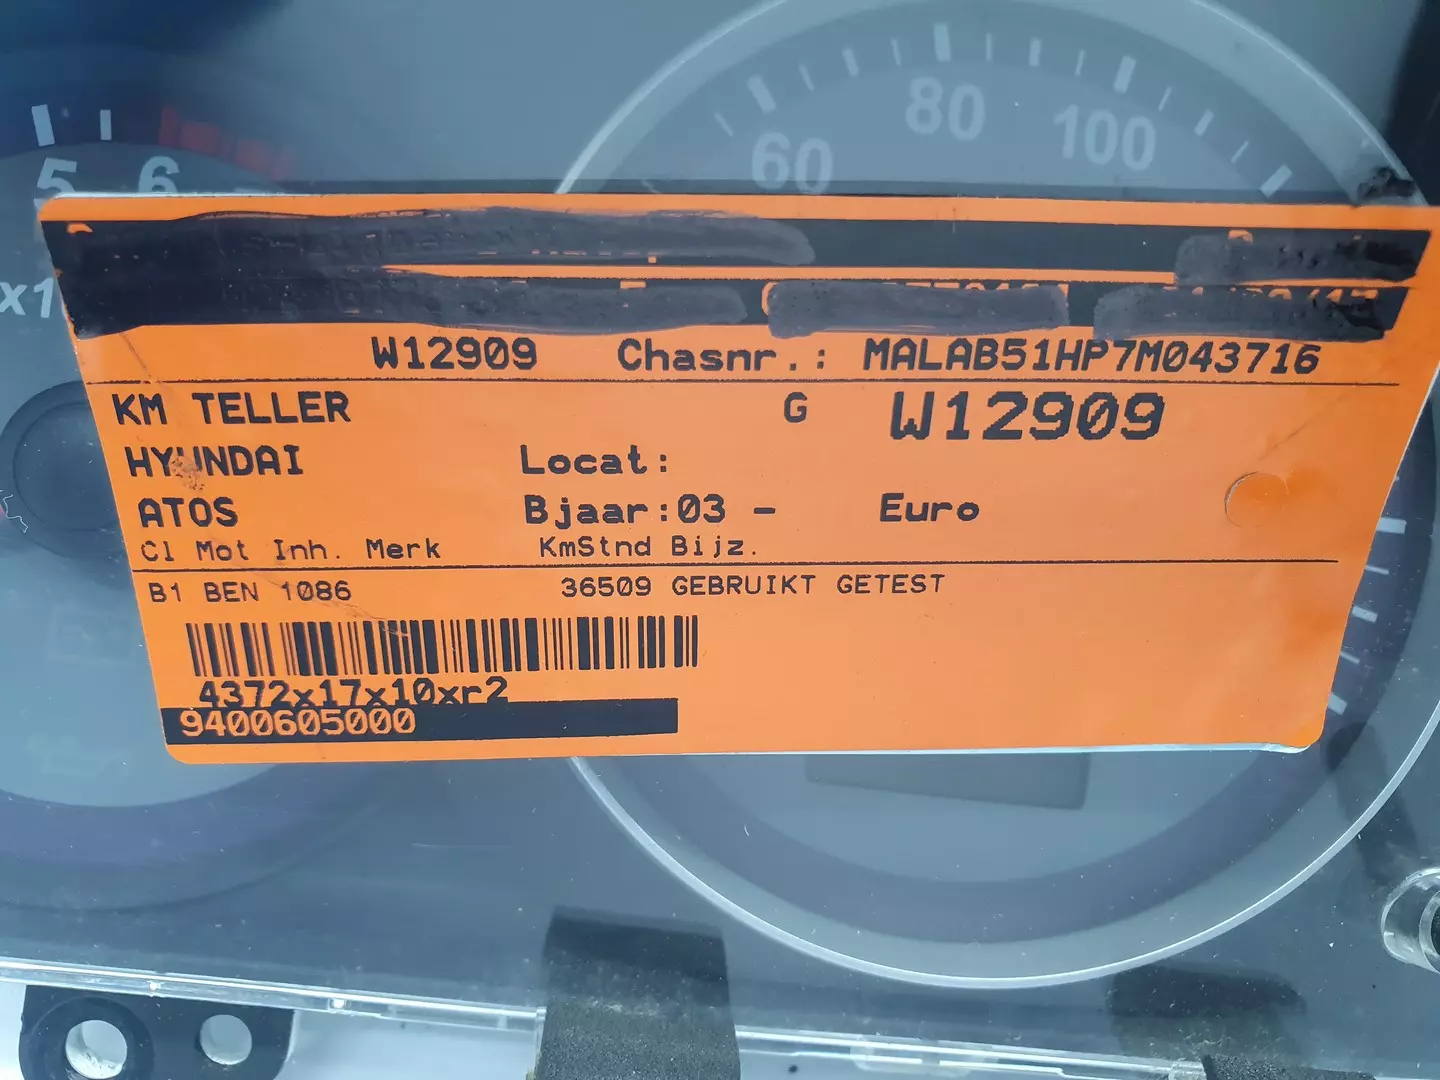 60 80 100
5 6
x1
W12909 Chasnr.: MALAB51HP7M043716
KM TELLER G W12909
HYUNDAI Locat:
ATOS Bjaar:03 - Euro
Cl Mot Inh. Merk KmStnd Bijz.
B1 BEN 1086 36509 GEBRUIKT GETEST
4372x17x10xr2
9400605000